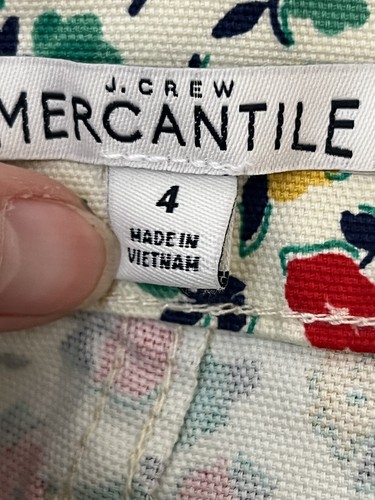 J. CREW
MERCANTILE
4
MADE IN
VIETNAM